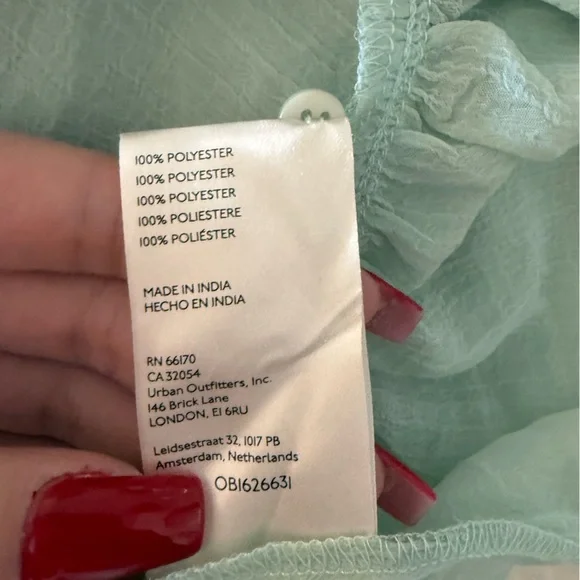 100% POLYESTER
100% POLYESTER
100% POLYESTER
100% POLIESTERE
100% POLIÉSTER
MADE IN INDIA
HECHO EN INDIA
RN 66170
CA 32054
Urban Outfitters, Inc.
146 Brick Lane
LONDON, E1 6RU
Leidsestraat 32, 1017 PB
Amsterdam, Netherlands
OB1626631